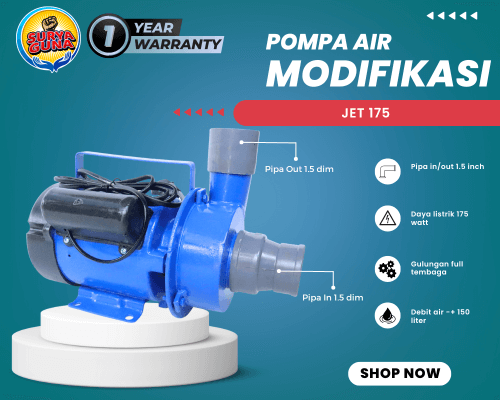 SURYA
GUNA
1 YEAR
WARRANTY
POMPA AIR
MODIFIKASI
JET 175
Pipa Out 1.5 dim
Pipa in/out 1.5 inch
Daya listrik 175
watt
Gulungan full
tembaga
Pipa In 1.5 dim
Debit air -+ 150
liter
SHOP NOW